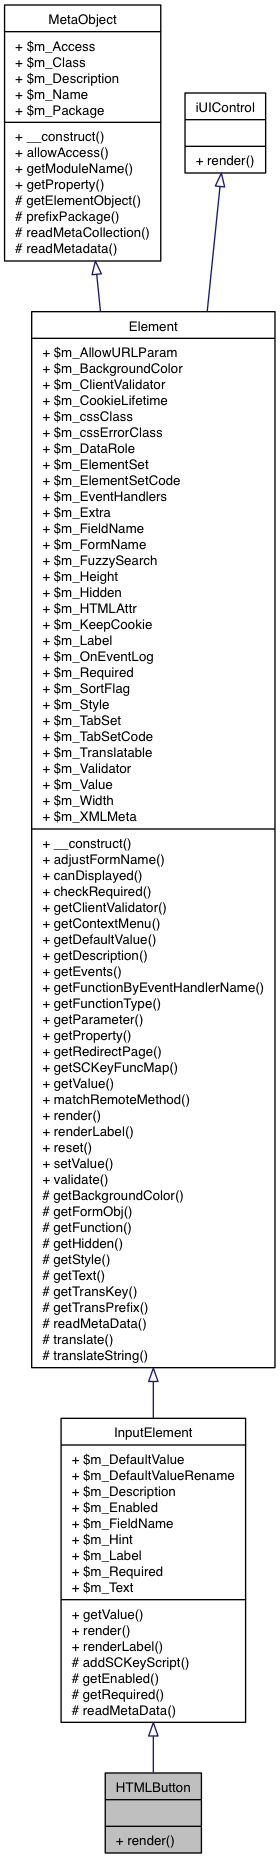 MetaObject
+ $m_Access
+ $m_Class
+ $m_Description
+ $m_Name
+ $m_Package
+ __construct()
+ allowAccess()
+ getModuleName()
+ getProperty()
# getElementObject()
# prefixPackage()
# readMetaCollection()
# readMetadata()
iUIControl
+ render()
Element
+ $m_AllowURLParam
+ $m_BackgroundColor
+ $m_ClientValidator
+ $m_CookieLifetime
+ $m_cssClass
+ $m_cssErrorClass
+ $m_DataRole
+ $m_ElementSet
+ $m_ElementSetCode
+ $m_EventHandlers
+ $m_Extra
+ $m_FieldName
+ $m_FormName
+ $m_FuzzySearch
+ $m_Height
+ $m_Hidden
+ $m_HTMLAttr
+ $m_KeepCookie
+ $m_Label
+ $m_OnEventLog
+ $m_Required
+ $m_SortFlag
+ $m_Style
+ $m_TabSet
+ $m_TabSetCode
+ $m_Translatable
+ $m_Validator
+ $m_Value
+ $m_Width
+ $m_XMLMeta
+ __construct()
+ adjustFormName()
+ canDisplayed()
+ checkRequired()
+ getClientValidator()
+ getContextMenu()
+ getDefaultValue()
+ getDescription()
+ getEvents()
+ getFunctionByEventHandlerName()
+ getFunctionType()
+ getParameter()
+ getProperty()
+ getRedirectPage()
+ getSCKeyFuncMap()
+ getValue()
+ matchRemoteMethod()
+ render()
+ renderLabel()
+ reset()
+ setValue()
+ validate()
# getBackgroundColor()
# getFormObj()
# getFunction()
# getHidden()
# getStyle()
# getText()
# getTransKey()
# getTransPrefix()
# readMetaData()
# translate()
# translateString()
InputElement
+ $m_DefaultValue
+ $m_DefaultValueRename
+ $m_Description
+ $m_Enabled
+ $m_FieldName
+ $m_Hint
+ $m_Label
+ $m_Required
+ $m_Text
+ getValue()
+ render()
+ renderLabel()
# addSCKeyScript()
# getEnabled()
# getRequired()
# readMetaData()
HTMLButton
+ render()